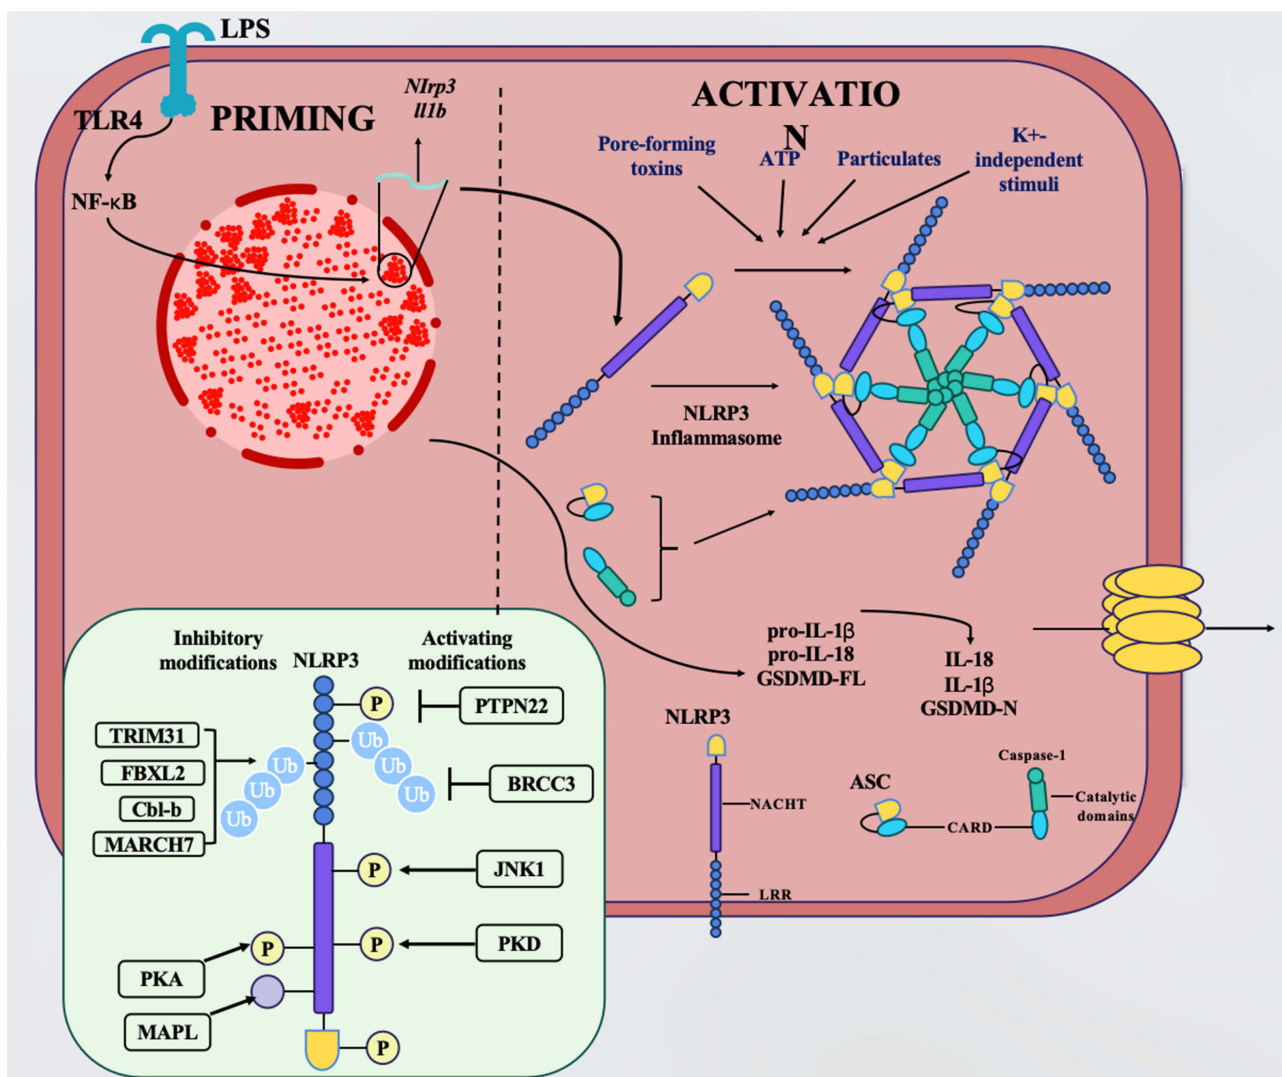 LPS
TLR4
PRIMING
NF-κB
NIrp3
ll1b
ACTIVATIO
N
Pore-forming
toxins
ATP
Particulates
K+-
independent
stimuli
NLRP3
Inflammasome
pro-IL-1β
pro-IL-18
GSDMD-FL
IL-18
IL-1β
GSDMD-N
NLRP3
NACHT
LRR
ASC
CARD
Caspase-1
Catalytic
domains
Inhibitory
modifications
NLRP3
Activating
modifications
P
PTPN22
TRIM31
FBXL2
Cbl-b
MARCH7
Ub
Ub
Ub
Ub
Ub
Ub
BRCC3
P
JNK1
P
P
PKD
PKA
MAPL
P